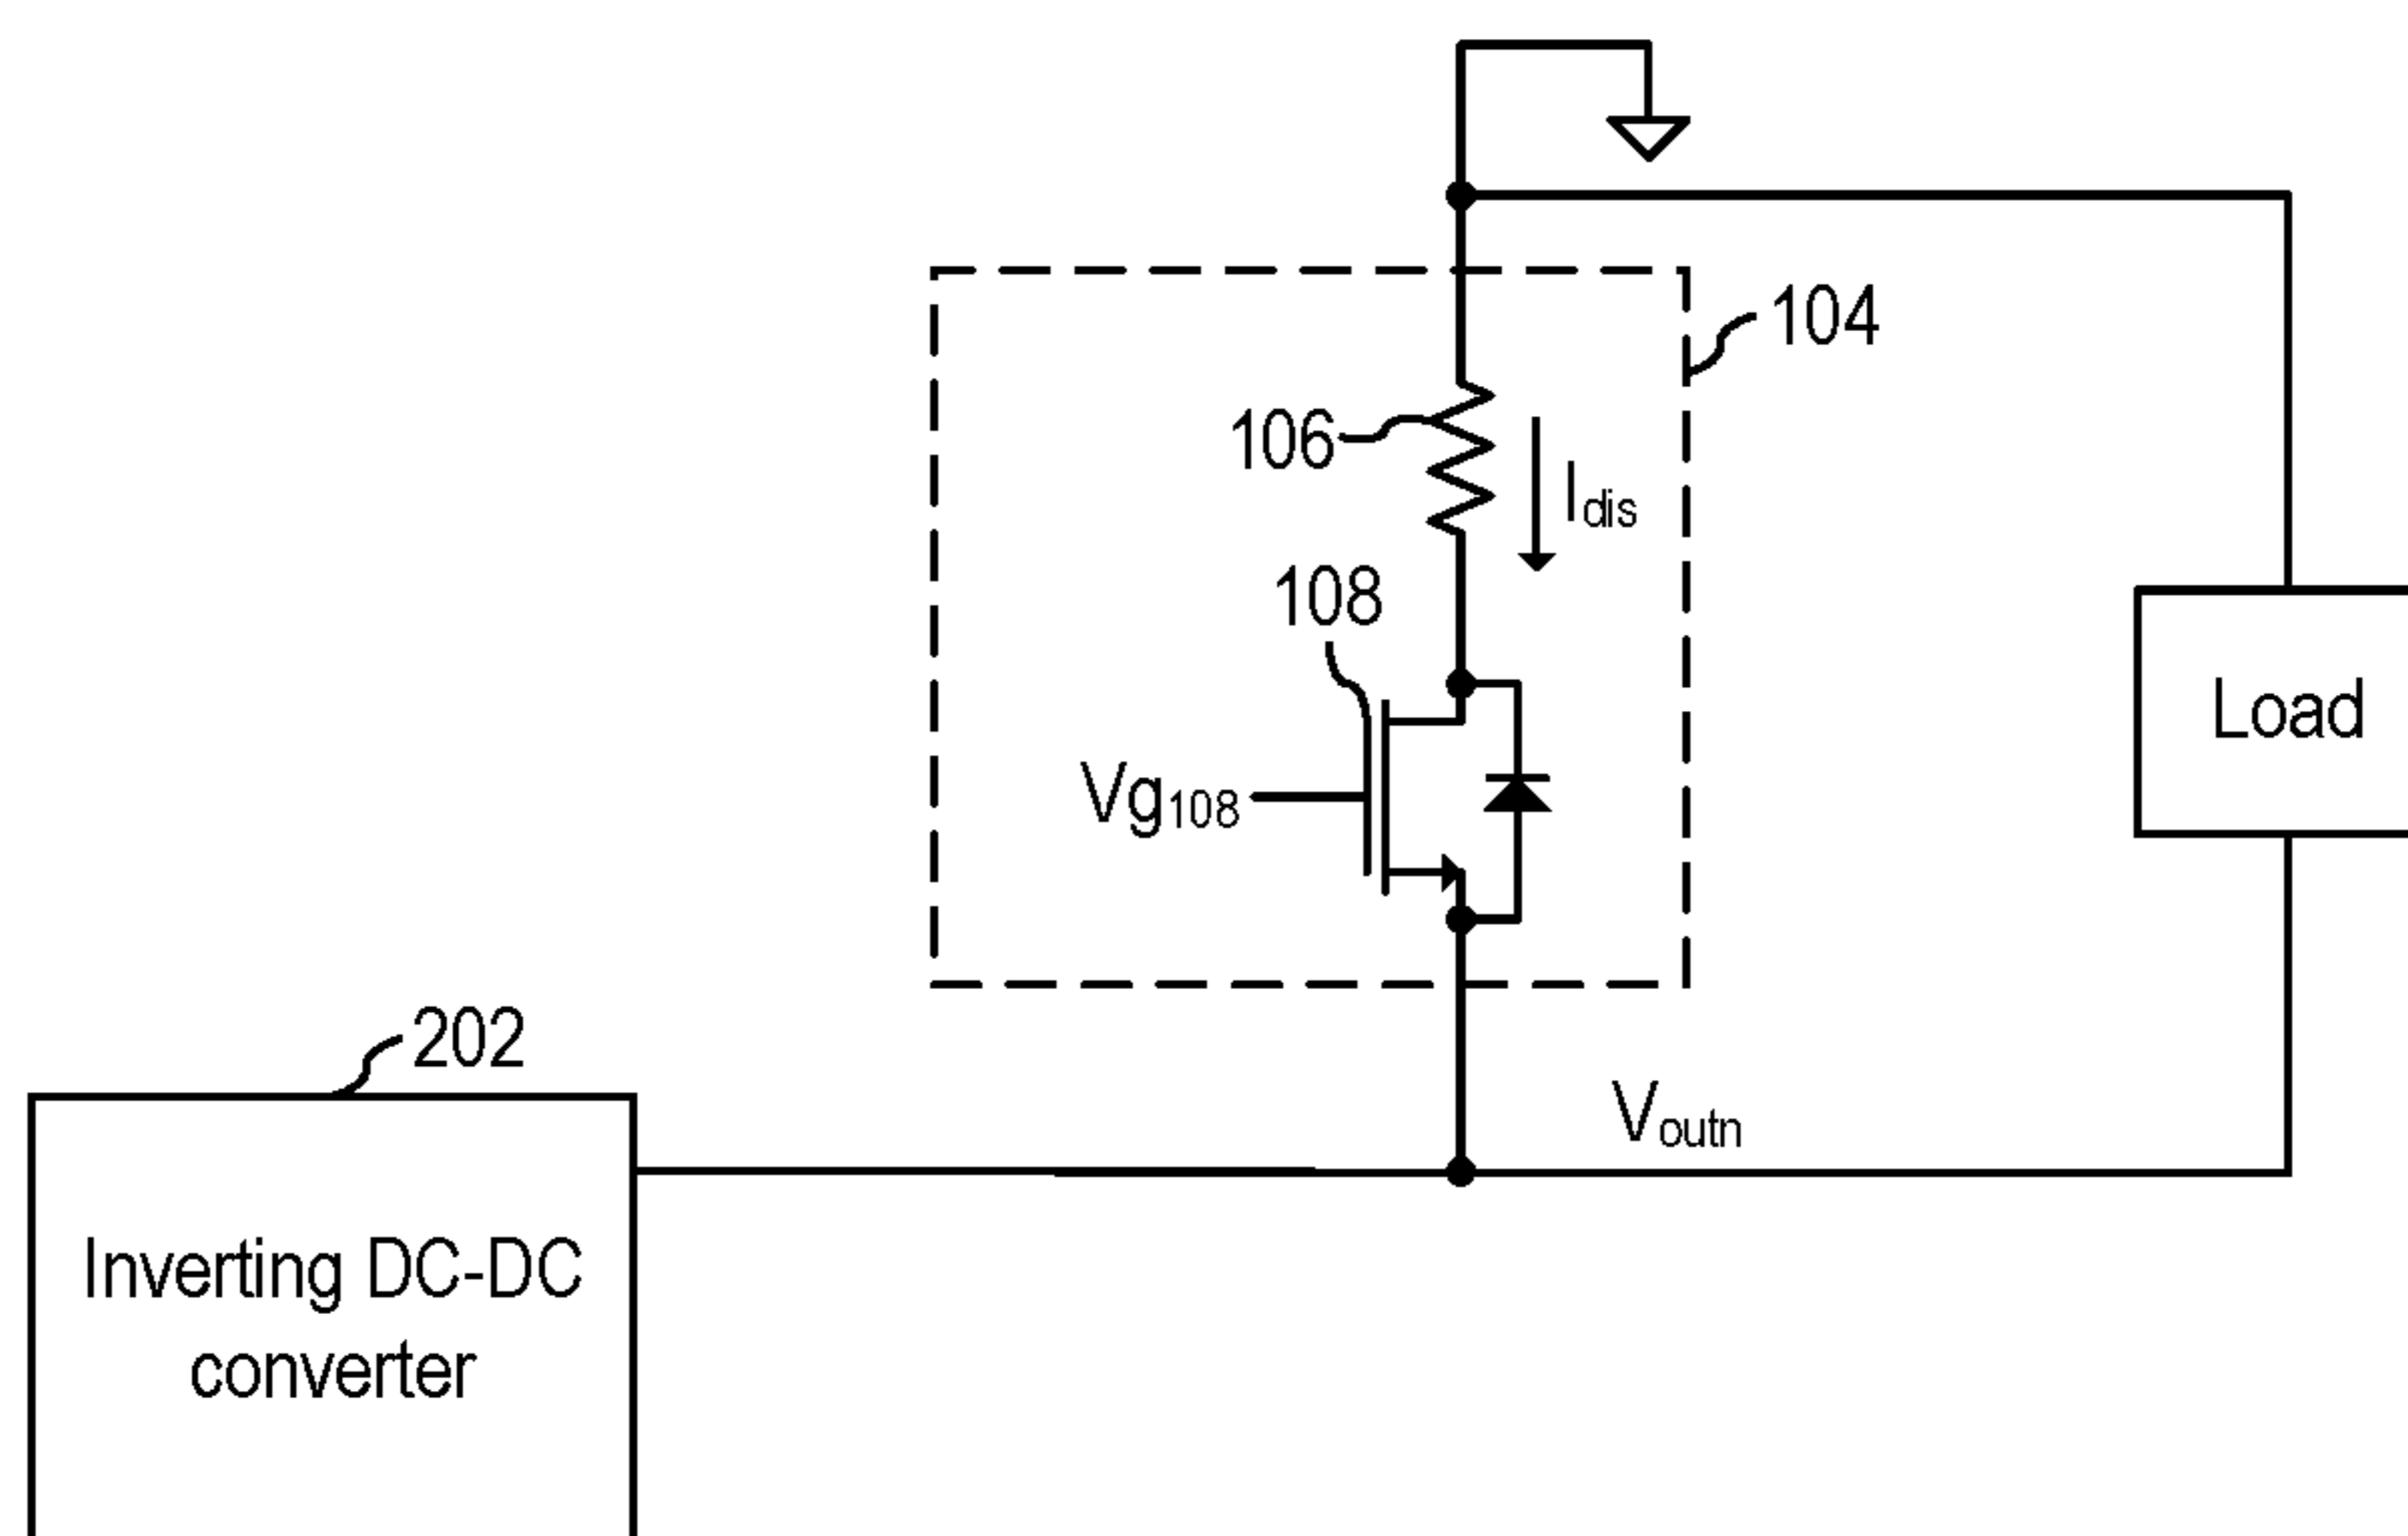 104
106
Idis
108
Load
Vg108
202
Voutn
Inverting DC-DC
converter